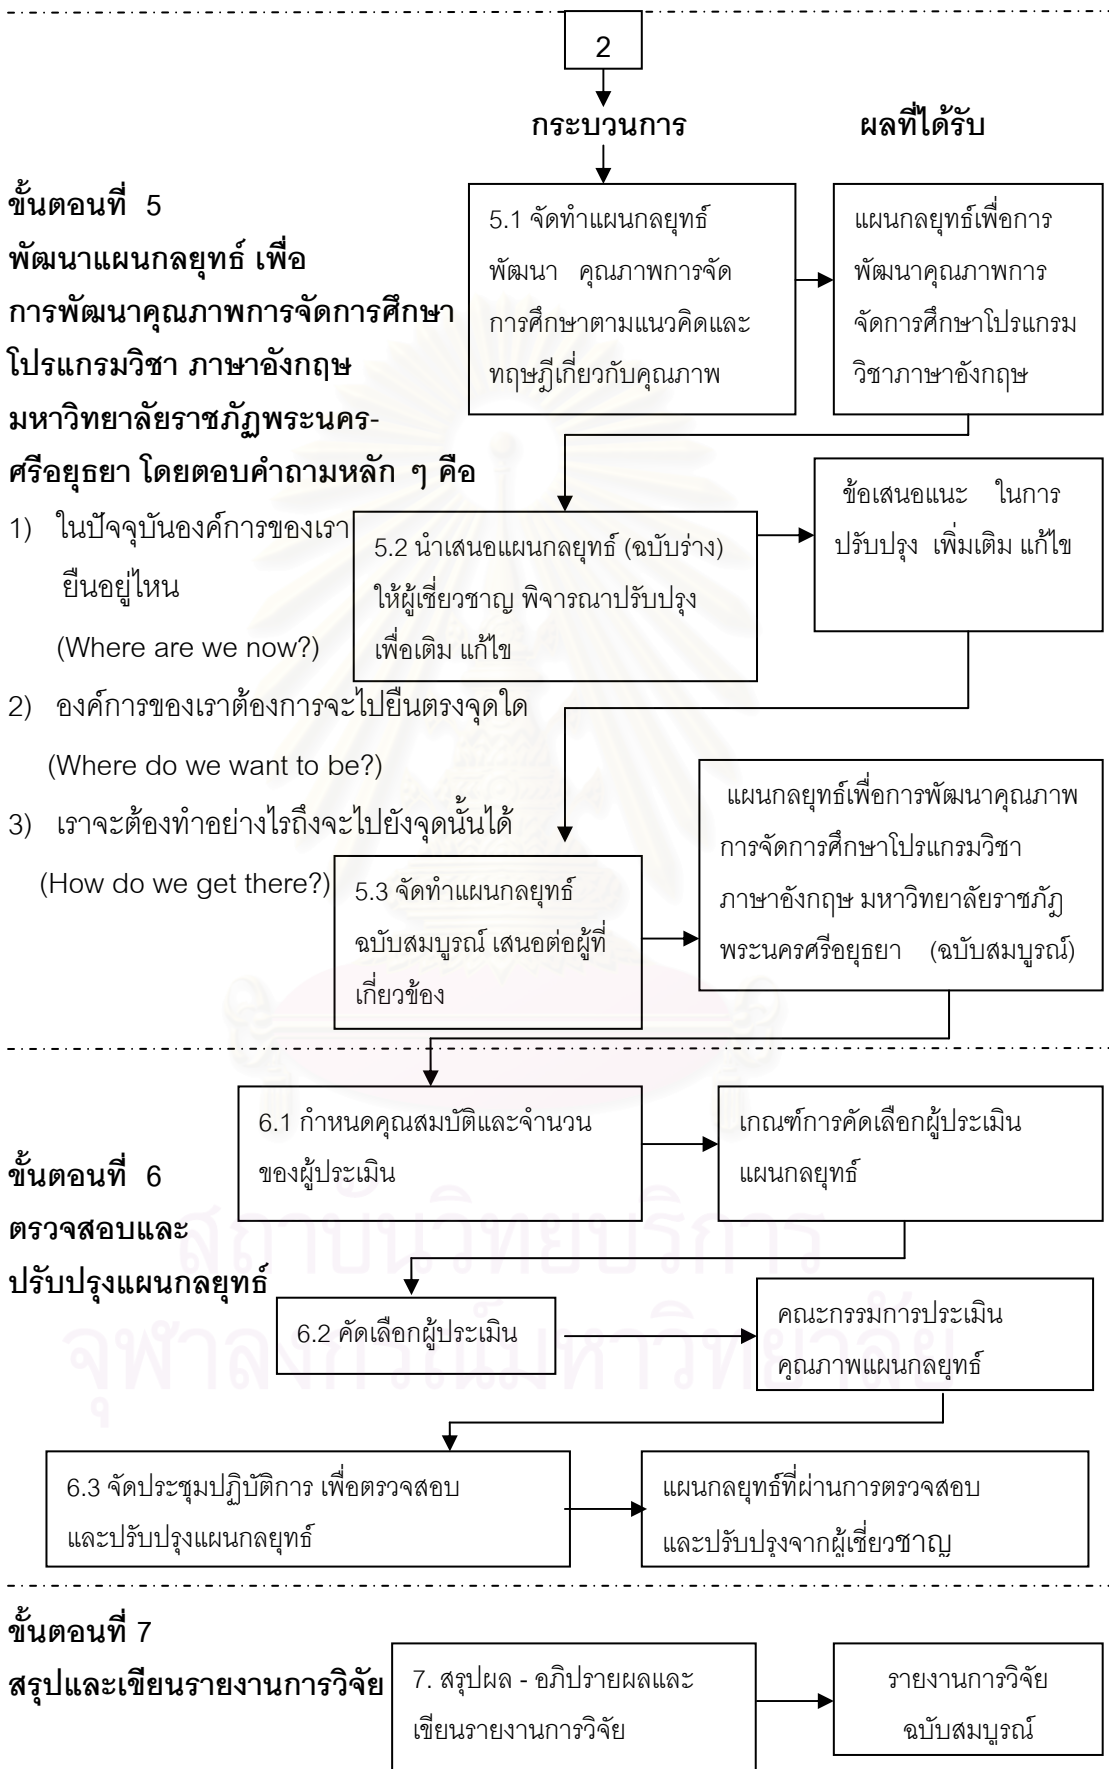 2
กระบวนการ ผลที่ได้รับ
ขั้นตอนที่ 5
พัฒนาแผนกลยุทธ์ เพื่อ
การพัฒนาคุณภาพการจัดการศึกษา
โปรแกรมวิชา ภาษาอังกฤษ
มหาวิทยาลัยราชภัฏพระนคร-
ศรีอยุธยา โดยตอบคำถามหลัก ๆ คือ
1) ในปัจจุบันองค์การของเรา
ยืนอยู่ไหน
(Where are we now?)
2) องค์การของเราต้องการจะไปยืนตรงจุดใด
(Where do we want to be?)
3) เราจะต้องทำอย่างไรถึงจะไปยังจุดนั้นได้
(How do we get there?)
5.1 จัดทำแผนกลยุทธ์
พัฒนา คุณภาพการจัด
การศึกษาตามแนวคิดและ
ทฤษฎีเกี่ยวกับคุณภาพ
แผนกลยุทธ์เพื่อการ
พัฒนาคุณภาพการ
จัดการศึกษาโปรแกรม
วิชาภาษาอังกฤษ
5.2 นำเสนอแผนกลยุทธ์ (ฉบับร่าง)
ให้ผู้เชี่ยวชาญ พิจารณาปรับปรุง
เพื่อเติม แก้ไข
ข้อเสนอแนะ ในการ
ปรับปรุง เพิ่มเติม แก้ไข
5.3 จัดทำแผนกลยุทธ์
ฉบับสมบูรณ์ เสนอต่อผู้ที่
เกี่ยวข้อง
แผนกลยุทธ์เพื่อการพัฒนาคุณภาพ
การจัดการศึกษาโปรแกรมวิชา
ภาษาอังกฤษ มหาวิทยาลัยราชภัฏ
พระนครศรีอยุธยา (ฉบับสมบูรณ์)
ขั้นตอนที่ 6
ตรวจสอบและ
ปรับปรุงแผนกลยุทธ์
6.1 กำหนดคุณสมบัติและจำนวน
ของผู้ประเมิน
เกณฑ์การคัดเลือกผู้ประเมิน
แผนกลยุทธ์
สถาบันวิทยบริการ
จุฬาลงกรณ์มหาวิทยาลัย
6.2 คัดเลือกผู้ประเมิน
คณะกรรมการประเมิน
คุณภาพแผนกลยุทธ์
6.3 จัดประชุมปฏิบัติการ เพื่อตรวจสอบ
และปรับปรุงแผนกลยุทธ์
แผนกลยุทธ์ที่ผ่านการตรวจสอบ
และปรับปรุงจากผู้เชี่ยวชาญ
ขั้นตอนที่ 7
สรุปและเขียนรายงานการวิจัย
7. สรุปผล - อภิปรายผลและ
เขียนรายงานการวิจัย
รายงานการวิจัย
ฉบับสมบูรณ์